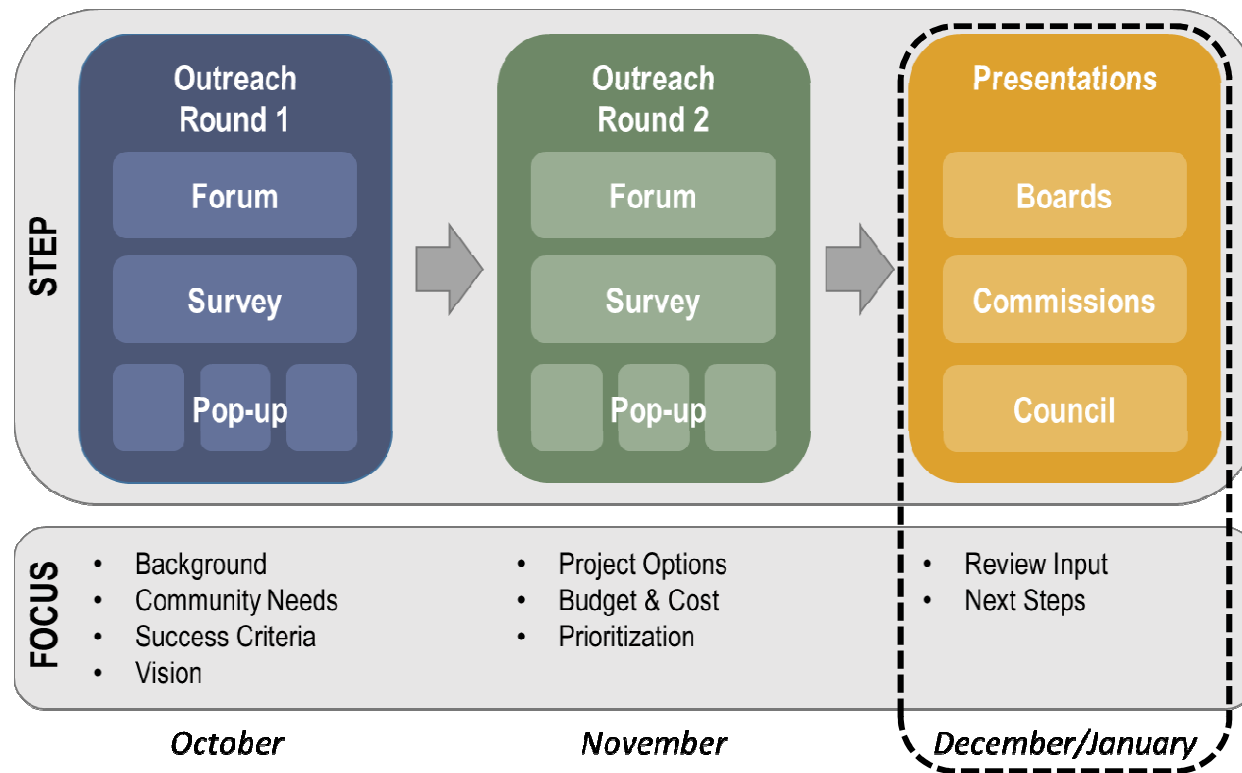 STEP
Outreach
Round 1
Forum
Survey
Pop-up
Outreach
Round 2
Forum
Survey
Pop-up
Presentations
Boards
Commissions
Council
FOCUS
• Background
• Community Needs
• Success Criteria
• Vision
• Project Options
• Budget & Cost
• Prioritization
• Review Input
• Next Steps
October
November
December/January